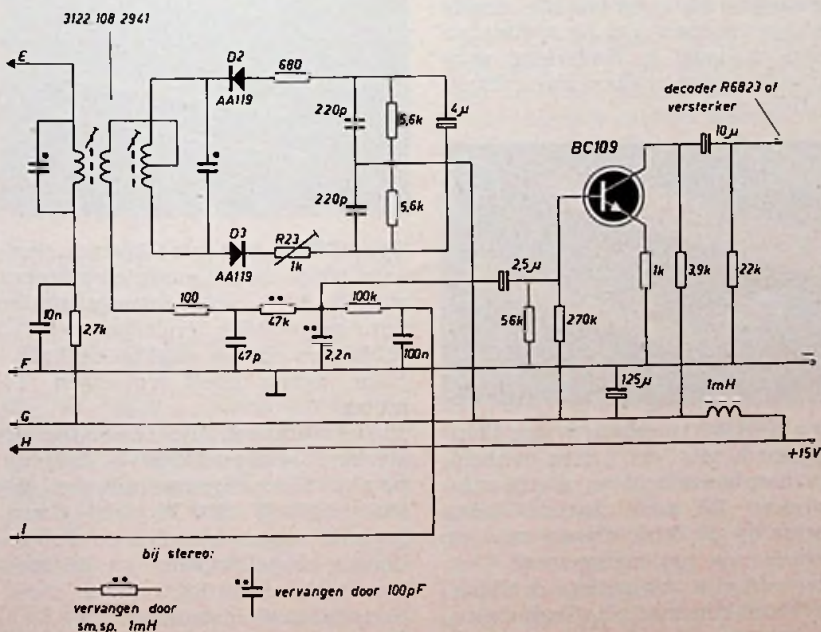 3122 108 2941
E
D2
AA119
680
220p
5,6k
4μ
220p
5,6k
D3
AA119
R23
1k
decoder R6823 of
versterker
10μ
BC109
2,5μ
1k
3,9k
22k
56k
270k
100
47k
100k
47p
2,2n
100n
10n
2,7k
F
125μ
1mH
G
H
+15V
I
bij stereo:
vervangen door
sm.sp. 1mH
vervangen door 100pF